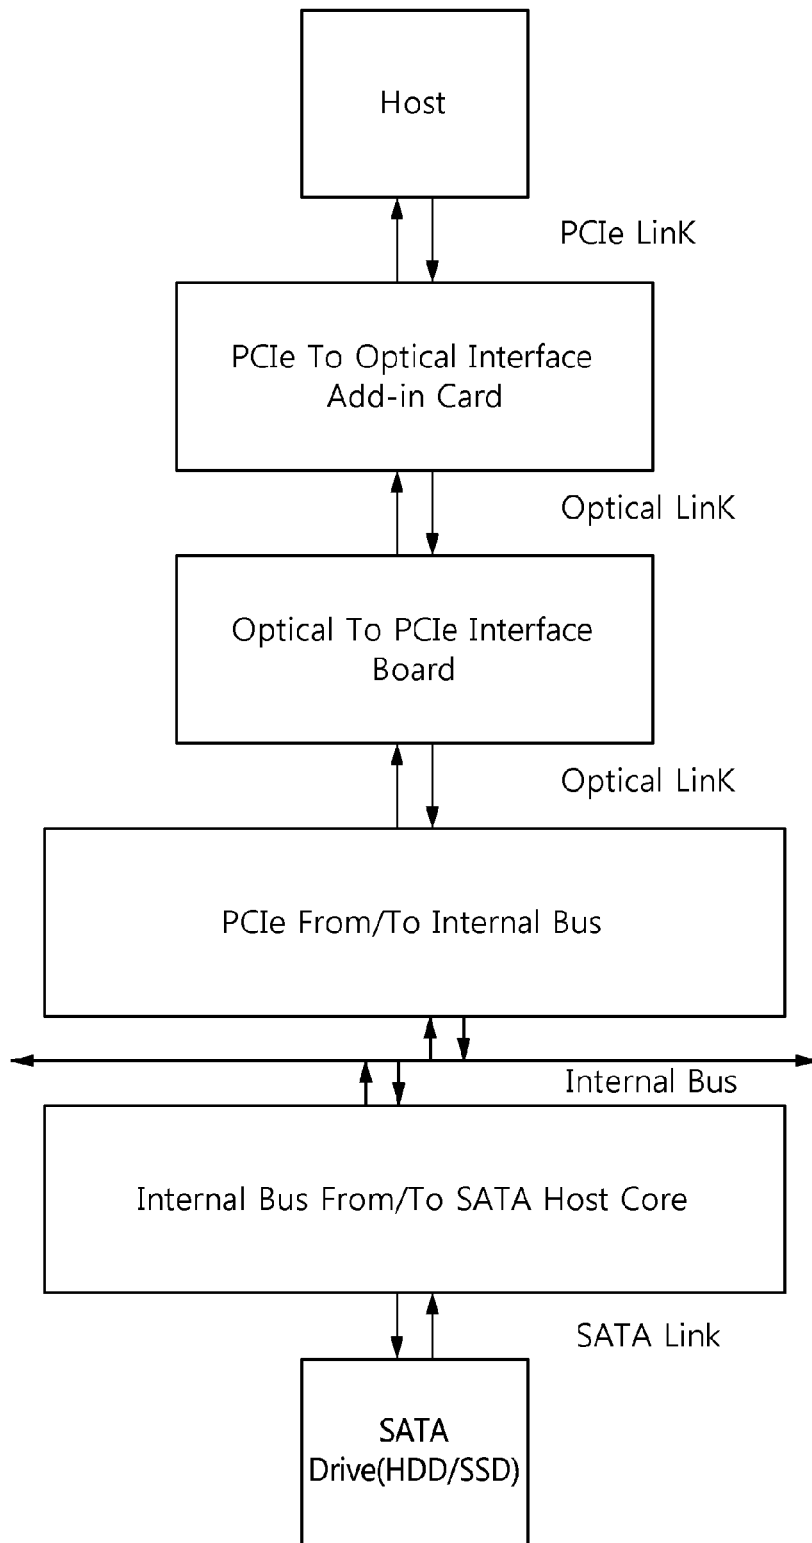 Host
PCIe LinK
PCIe To Optical Interface
Add-in Card
Optical LinK
Optical To PCIe Interface
Board
Optical LinK
PCIe From/To Internal Bus
Internal Bus
Internal Bus From/To SATA Host Core
SATA Link
SATA
Drive(HDD/SSD)